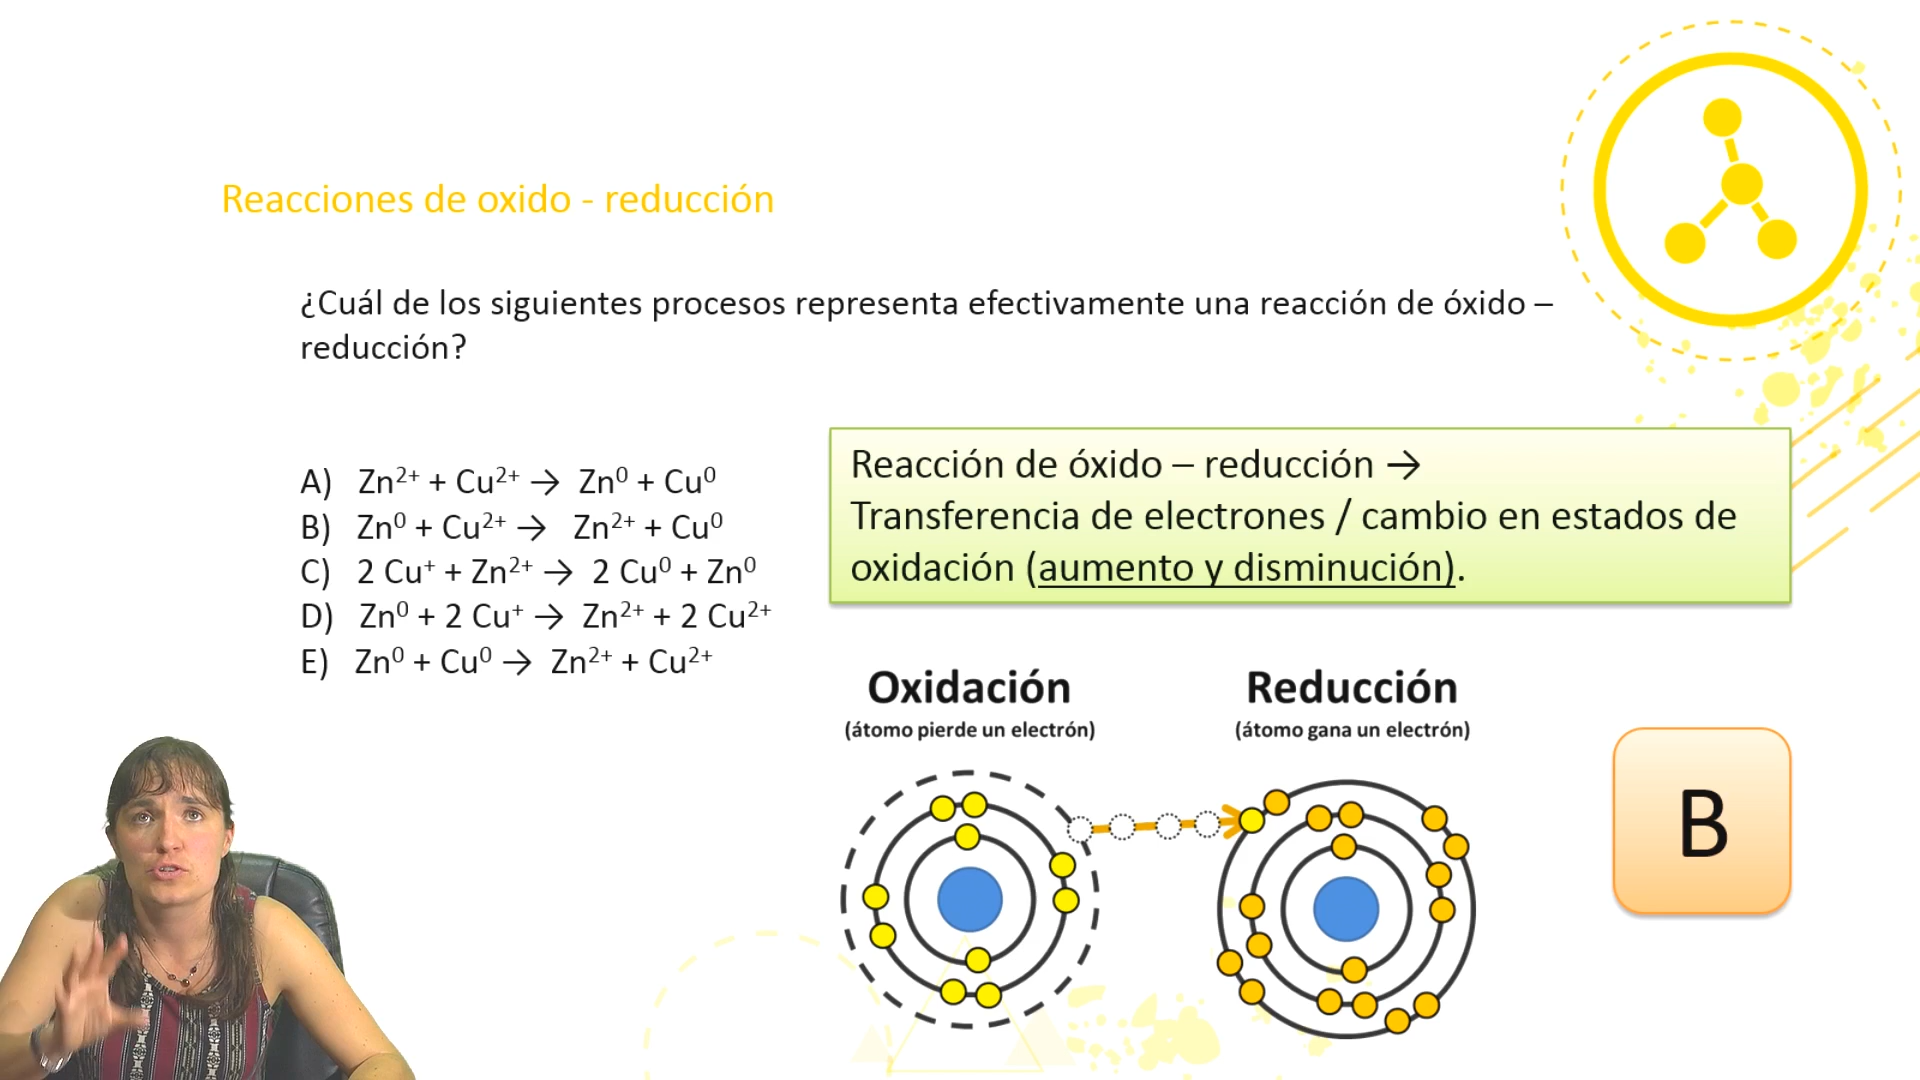 Reacciones de oxido - reducción
¿Cuál de los siguientes procesos representa efectivamente una reacción de óxido –
reducción?
A) Zn²⁺ + Cu²⁺ → Zn⁰ + Cu⁰
B) Zn⁰ + Cu²⁺ → Zn²⁺ + Cu⁰
C) 2 Cu⁺ + Zn²⁺ → 2 Cu⁰ + Zn⁰
D) Zn⁰ + 2 Cu⁺ → Zn²⁺ + 2 Cu²⁺
E) Zn⁰ + Cu⁰ → Zn²⁺ + Cu²⁺
Reacción de óxido – reducción →
Transferencia de electrones / cambio en estados de
oxidación (aumento y disminución).
Oxidación
(átomo pierde un electrón)
Reducción
(átomo gana un electrón)
B